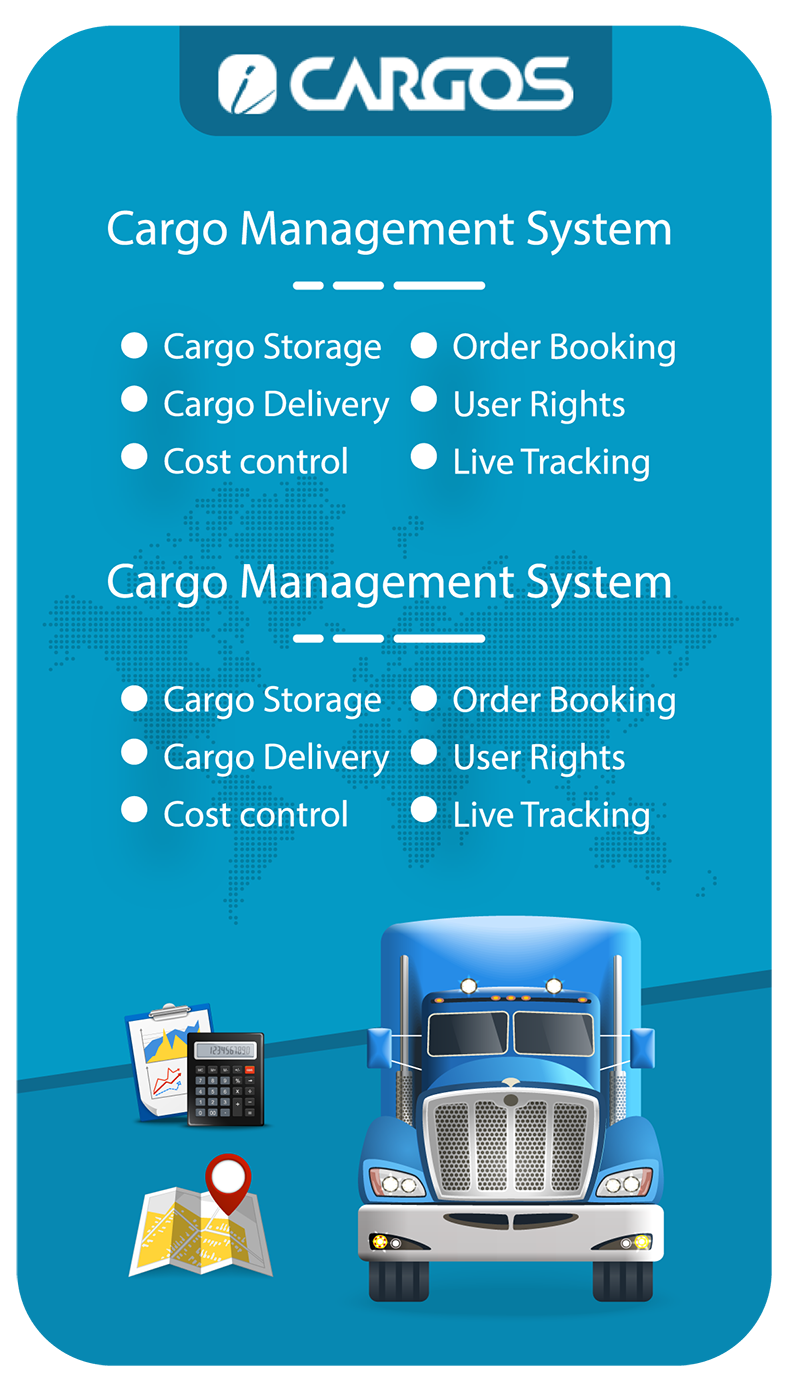 i CARGOS
Cargo Management System
Cargo Storage
Order Booking
Cargo Delivery
User Rights
Cost control
Live Tracking
Cargo Management System
Cargo Storage
Order Booking
Cargo Delivery
User Rights
Cost control
Live Tracking
1234567890